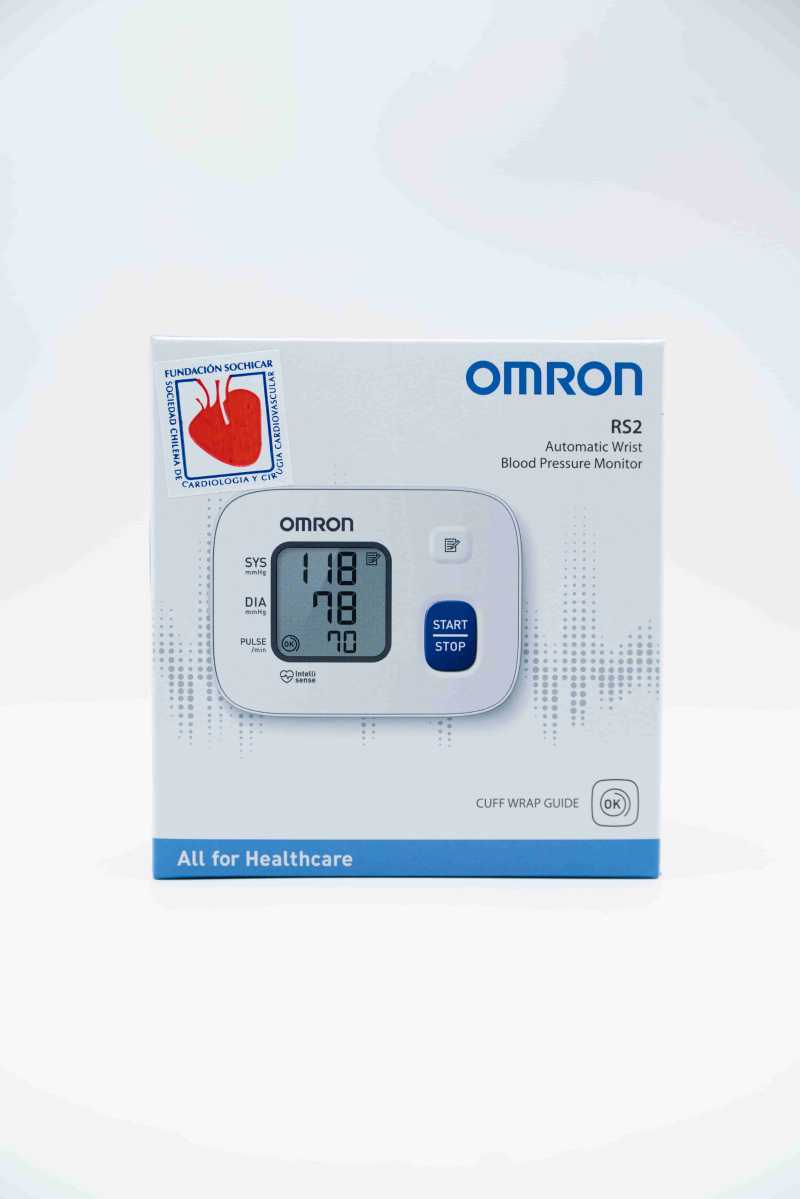 FUNDACIÓN SOCHICAR
SOCIEDAD CHILENA DE
CARDIOLOGIA Y CIRUGIA CARDIOVASCULAR
OMRON
RS2
Automatic Wrist
Blood Pressure Monitor
OMRON
SYS
mmHg
118
DIA
mmHg
78
PULSE
/min
OK
70
START
STOP
Intelli
sense
CUFF WRAP GUIDE
OK
All for Healthcare